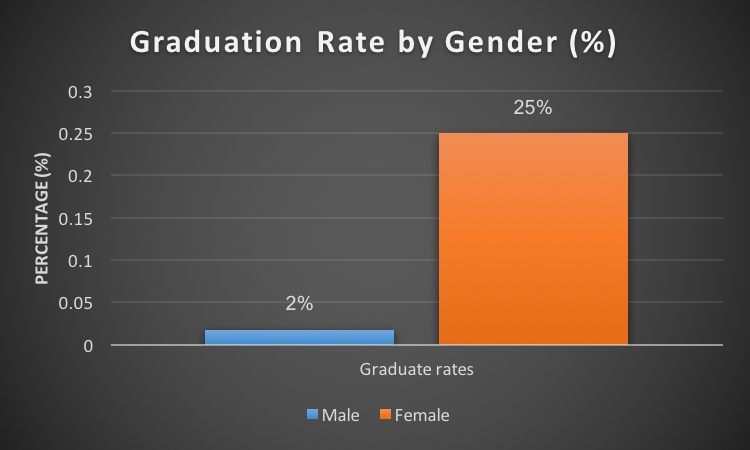 Graduation Rate by Gender (%)
PERCENTAGE (%)
0.3
0.25
0.2
0.15
0.1
0.05
0
2%
25%
Graduate rates
Male Female